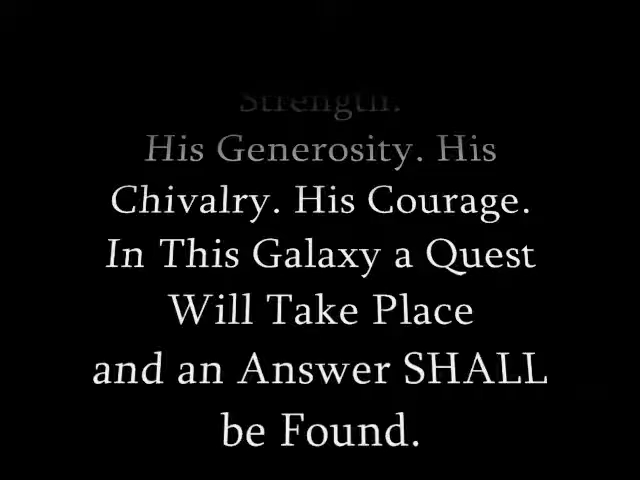 Strength.
His Generosity. His
Chivalry. His Courage.
In This Galaxy a Quest
Will Take Place
and an Answer SHALL
be Found.